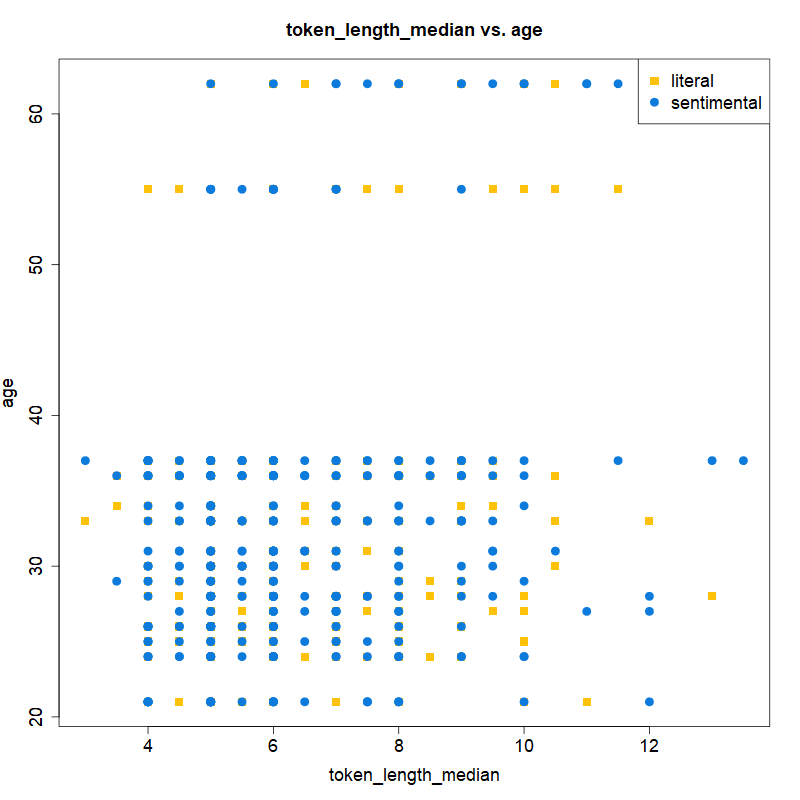 token_length_median vs. age
literal
sentimental
60
50
40
30
20
age
4 6 8 10 12
token_length_median